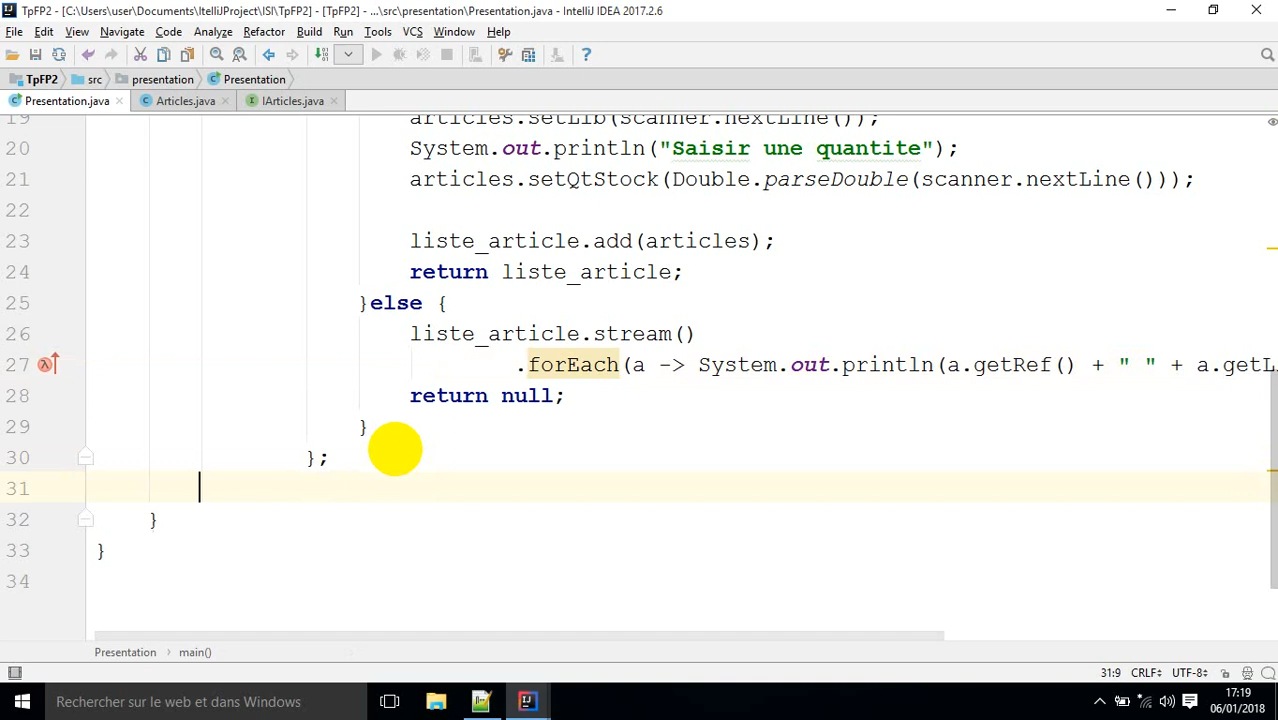 TpFP2 - [C:\Users\user\Documents\ItelliJProject\ISI\TpFP2] - [TpFP2] - ...\src\presentation\Presentation.java - IntelliJ IDEA 2017.2.6
File Edit View Navigate Code Analyze Refactor Build Run Tools VCS Window Help
TpFP2 src presentation Presentation
Presentation.java Articles.java IArticles.java
19 articles.setLib(scanner.nextLine());
20 System.out.println("Saisir une quantite");
21 articles.setQtStock(Double.parseDouble(scanner.nextLine()));
22
23 liste_article.add(articles);
24 return liste_article;
25 }else {
26 liste_article.stream()
27 .forEach(a -> System.out.println(a.getRef() + " " + a.getL
28 return null;
29 }
30 };
31
32 }
33 }
34
Presentation main()
31:9 CRLF UTF-8
Rechercher sur le web et dans Windows
17:19
06/01/2018